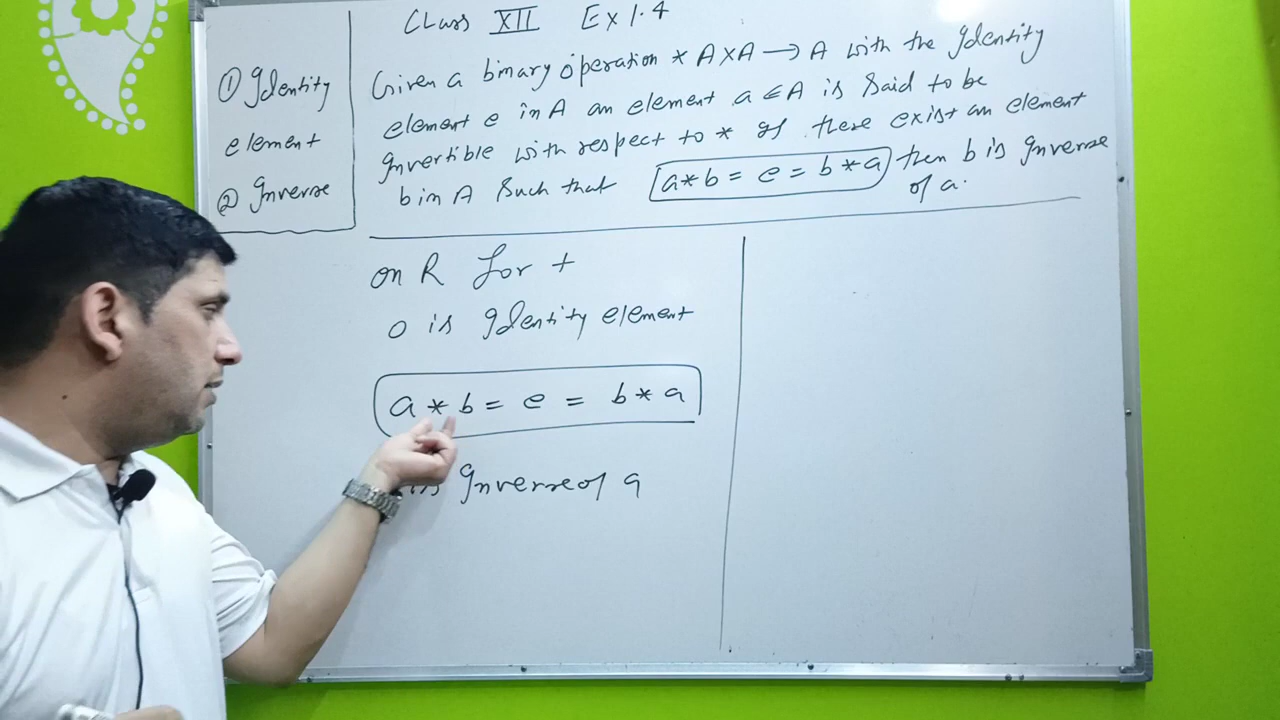 Class XII Ex 1.4
① Identity
element
② Inverse
Given a binary operation * A×A → A with the Identity
element e in A an element a ∈ A is said to be
Invertible with respect to * if there exist an element
b in A such that a*b = e = b*a then b is Inverse
of a.
on R for +
0 is Identity element
a * b = e = b * a
is Inverse of a